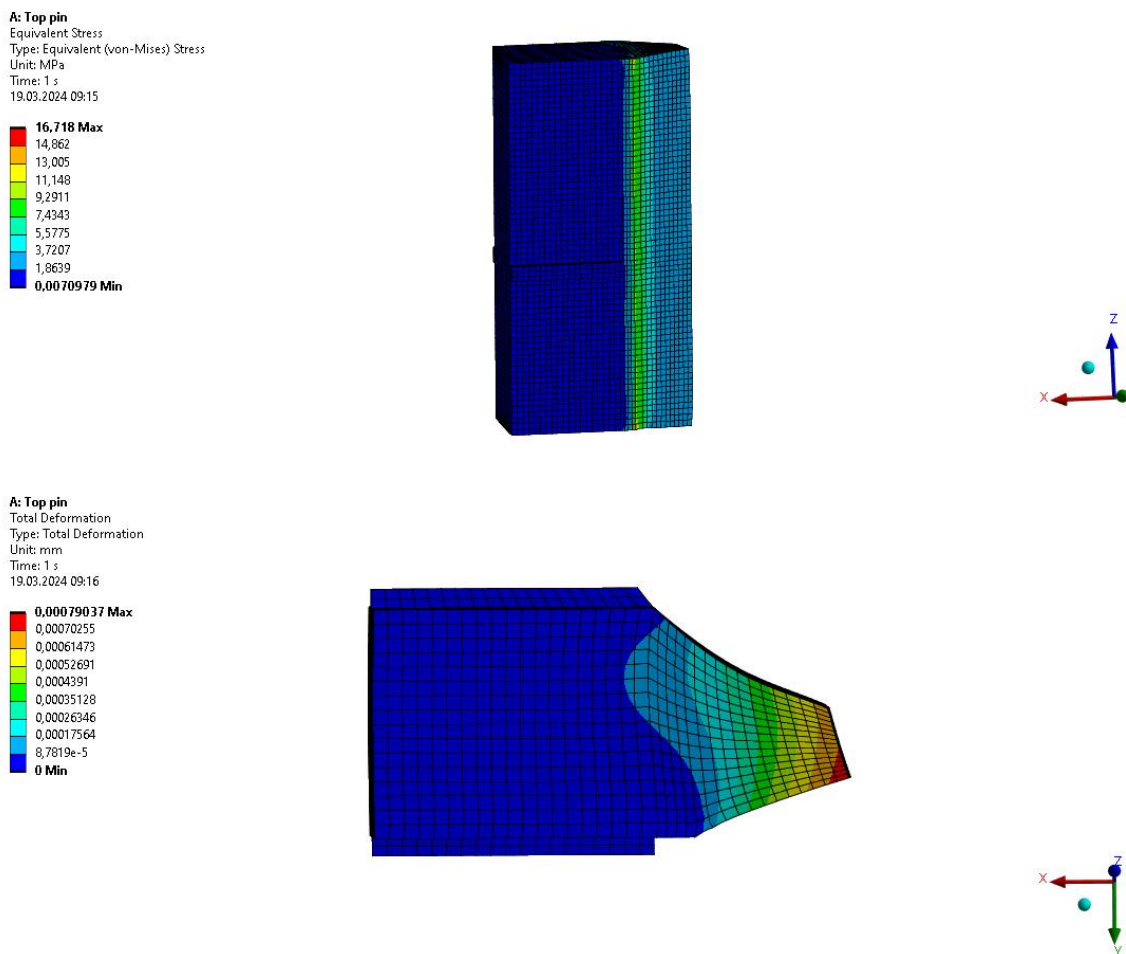 A: Top pin
Equivalent Stress
Type: Equivalent (von-Mises) Stress
Unit: MPa
Time: 1 s
19.03.2024 09:15
16,718 Max
14,862
13,005
11,148
9,2911
7,4343
5,5775
3,7207
1,8639
0,0070979 Min
Z
X
A: Top pin
Total Deformation
Type: Total Deformation
Unit: mm
Time: 1 s
19.03.2024 09:16
0,00079037 Max
0,00070255
0,00061473
0,00052691
0,0004391
0,00035128
0,00026346
0,00017564
8,7819e-5
0 Min
Z
X
Y